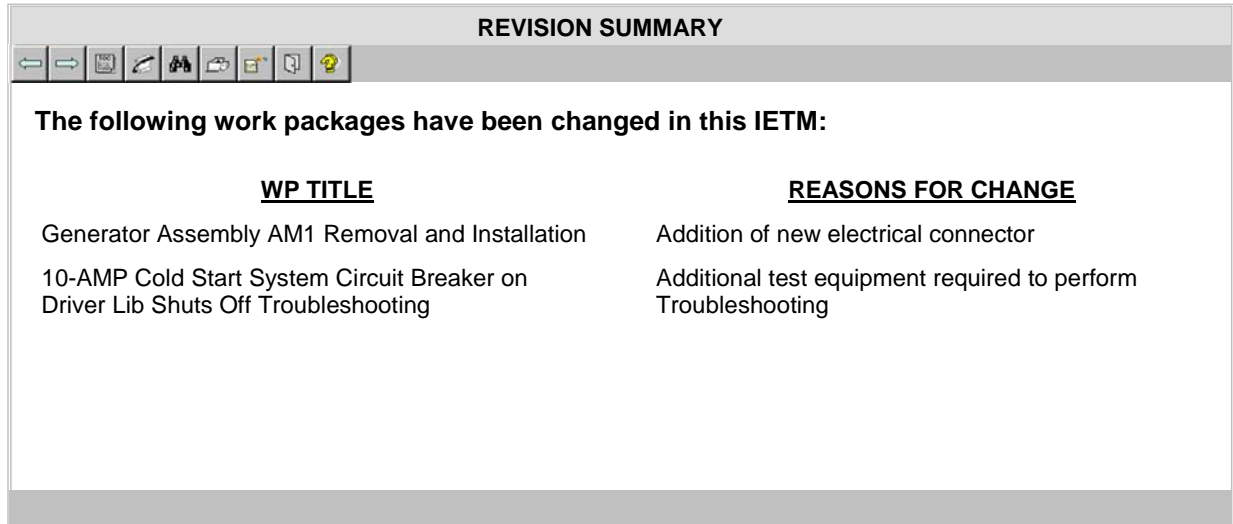 REVISION SUMMARY
The following work packages have been changed in this IETM:
WP TITLE
REASONS FOR CHANGE
Generator Assembly AM1 Removal and Installation
Addition of new electrical connector
10-AMP Cold Start System Circuit Breaker on
Driver Lib Shuts Off Troubleshooting
Additional test equipment required to perform
Troubleshooting